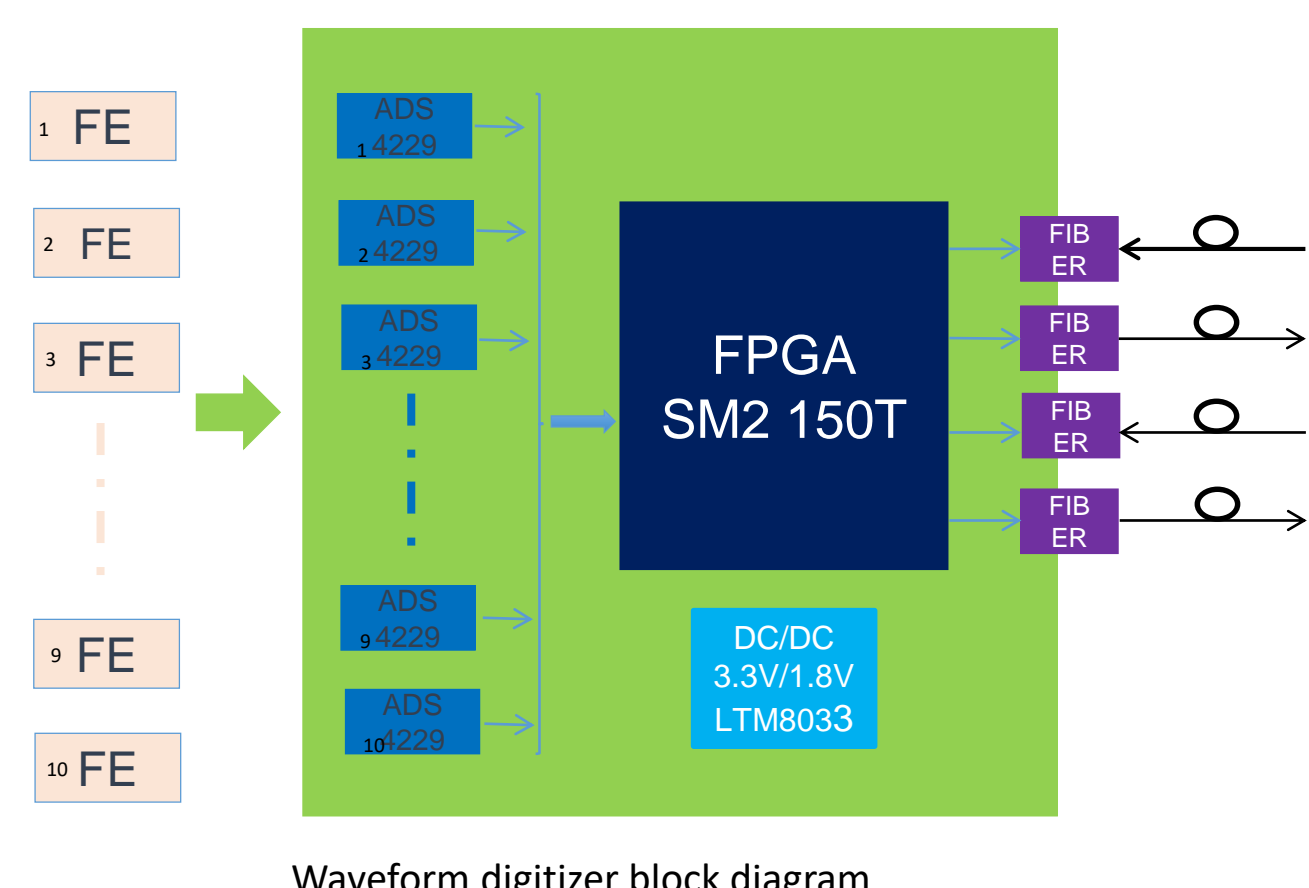 1 FE
2 FE
3 FE
9 FE
10 FE
ADS
1 4229
ADS
2 4229
ADS
3 4229
ADS
9 4229
ADS
10 4229
FPGA
SM2 150T
FIB
ER
FIB
ER
FIB
ER
FIB
ER
DC/DC
3.3V/1.8V
LTM8033
Waveform digitizer block diagram